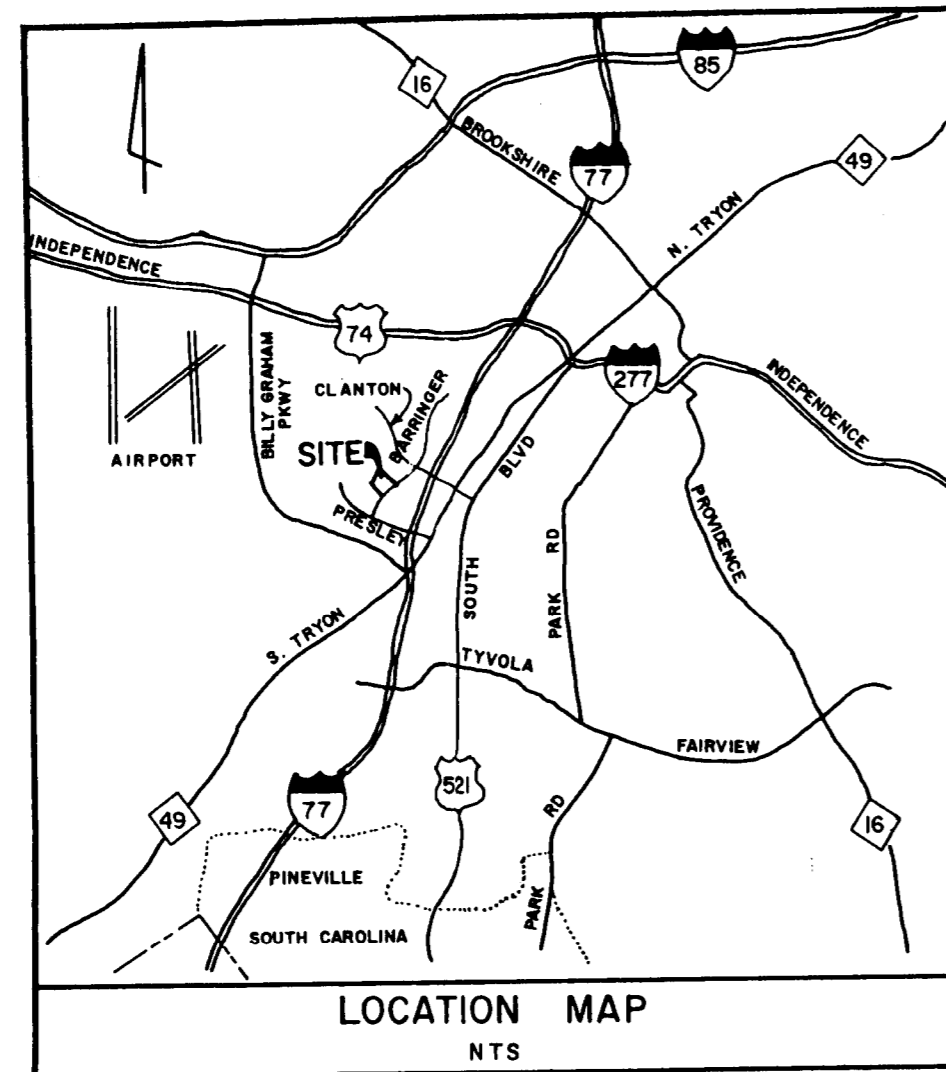 85
16
BROOKSHIRE
77
49
N. TRYON
INDEPENDENCE
74
277
INDEPENDENCE
BILLY GRAHAM
PKWY
CLANTON
BARRINGER
AIRPORT
SITE
BLVD
PRESLEY
PROVIDENCE
PARK RD
SOUTH
S. TRYON
TYVOLA
FAIRVIEW
521
77
49
16
PARK RD
PINEVILLE
SOUTH CAROLINA
LOCATION MAP
NTS